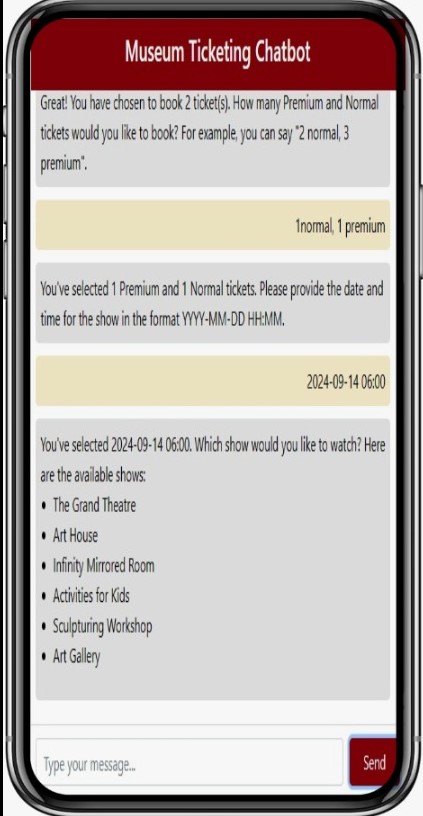 Museum Ticketing Chatbot
Great! You have chosen to book 2 ticket(s). How many Premium and Normal
tickets would you like to book? For example, you can say "2 normal, 3
premium".
1normal, 1 premium
You've selected 1 Premium and 1 Normal tickets. Please provide the date and
time for the show in the format YYYY-MM-DD HH:MM.
2024-09-14 06:00
You've selected 2024-09-14 06:00. Which show would you like to watch? Here
are the available shows:
• The Grand Theatre
• Art House
• Infinity Mirrored Room
• Activities for Kids
• Sculpturing Workshop
• Art Gallery
Type your message...
Send